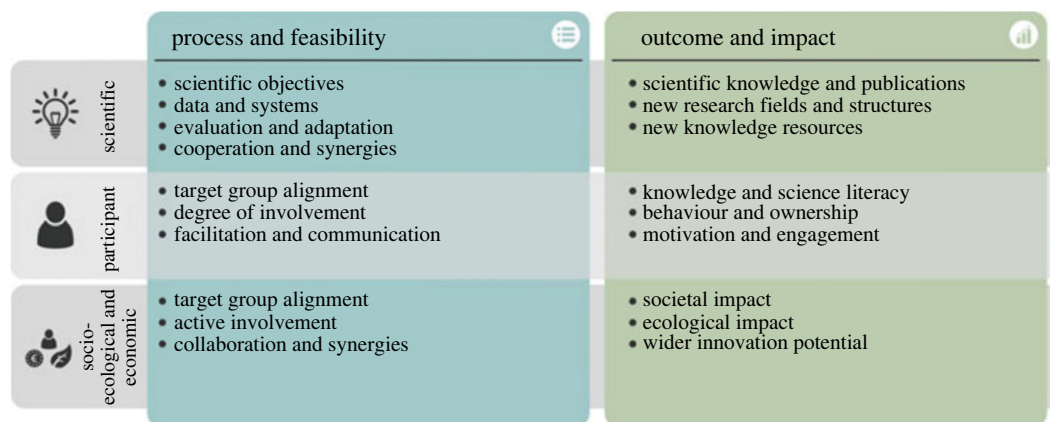 process and feasibility
outcome and impact
scientific
• scientific objectives
• data and systems
• evaluation and adaptation
• cooperation and synergies
• scientific knowledge and publications
• new research fields and structures
• new knowledge resources
participant
• target group alignment
• degree of involvement
• facilitation and communication
• knowledge and science literacy
• behaviour and ownership
• motivation and engagement
socio-
ecological and
economic
• target group alignment
• active involvement
• collaboration and synergies
• societal impact
• ecological impact
• wider innovation potential